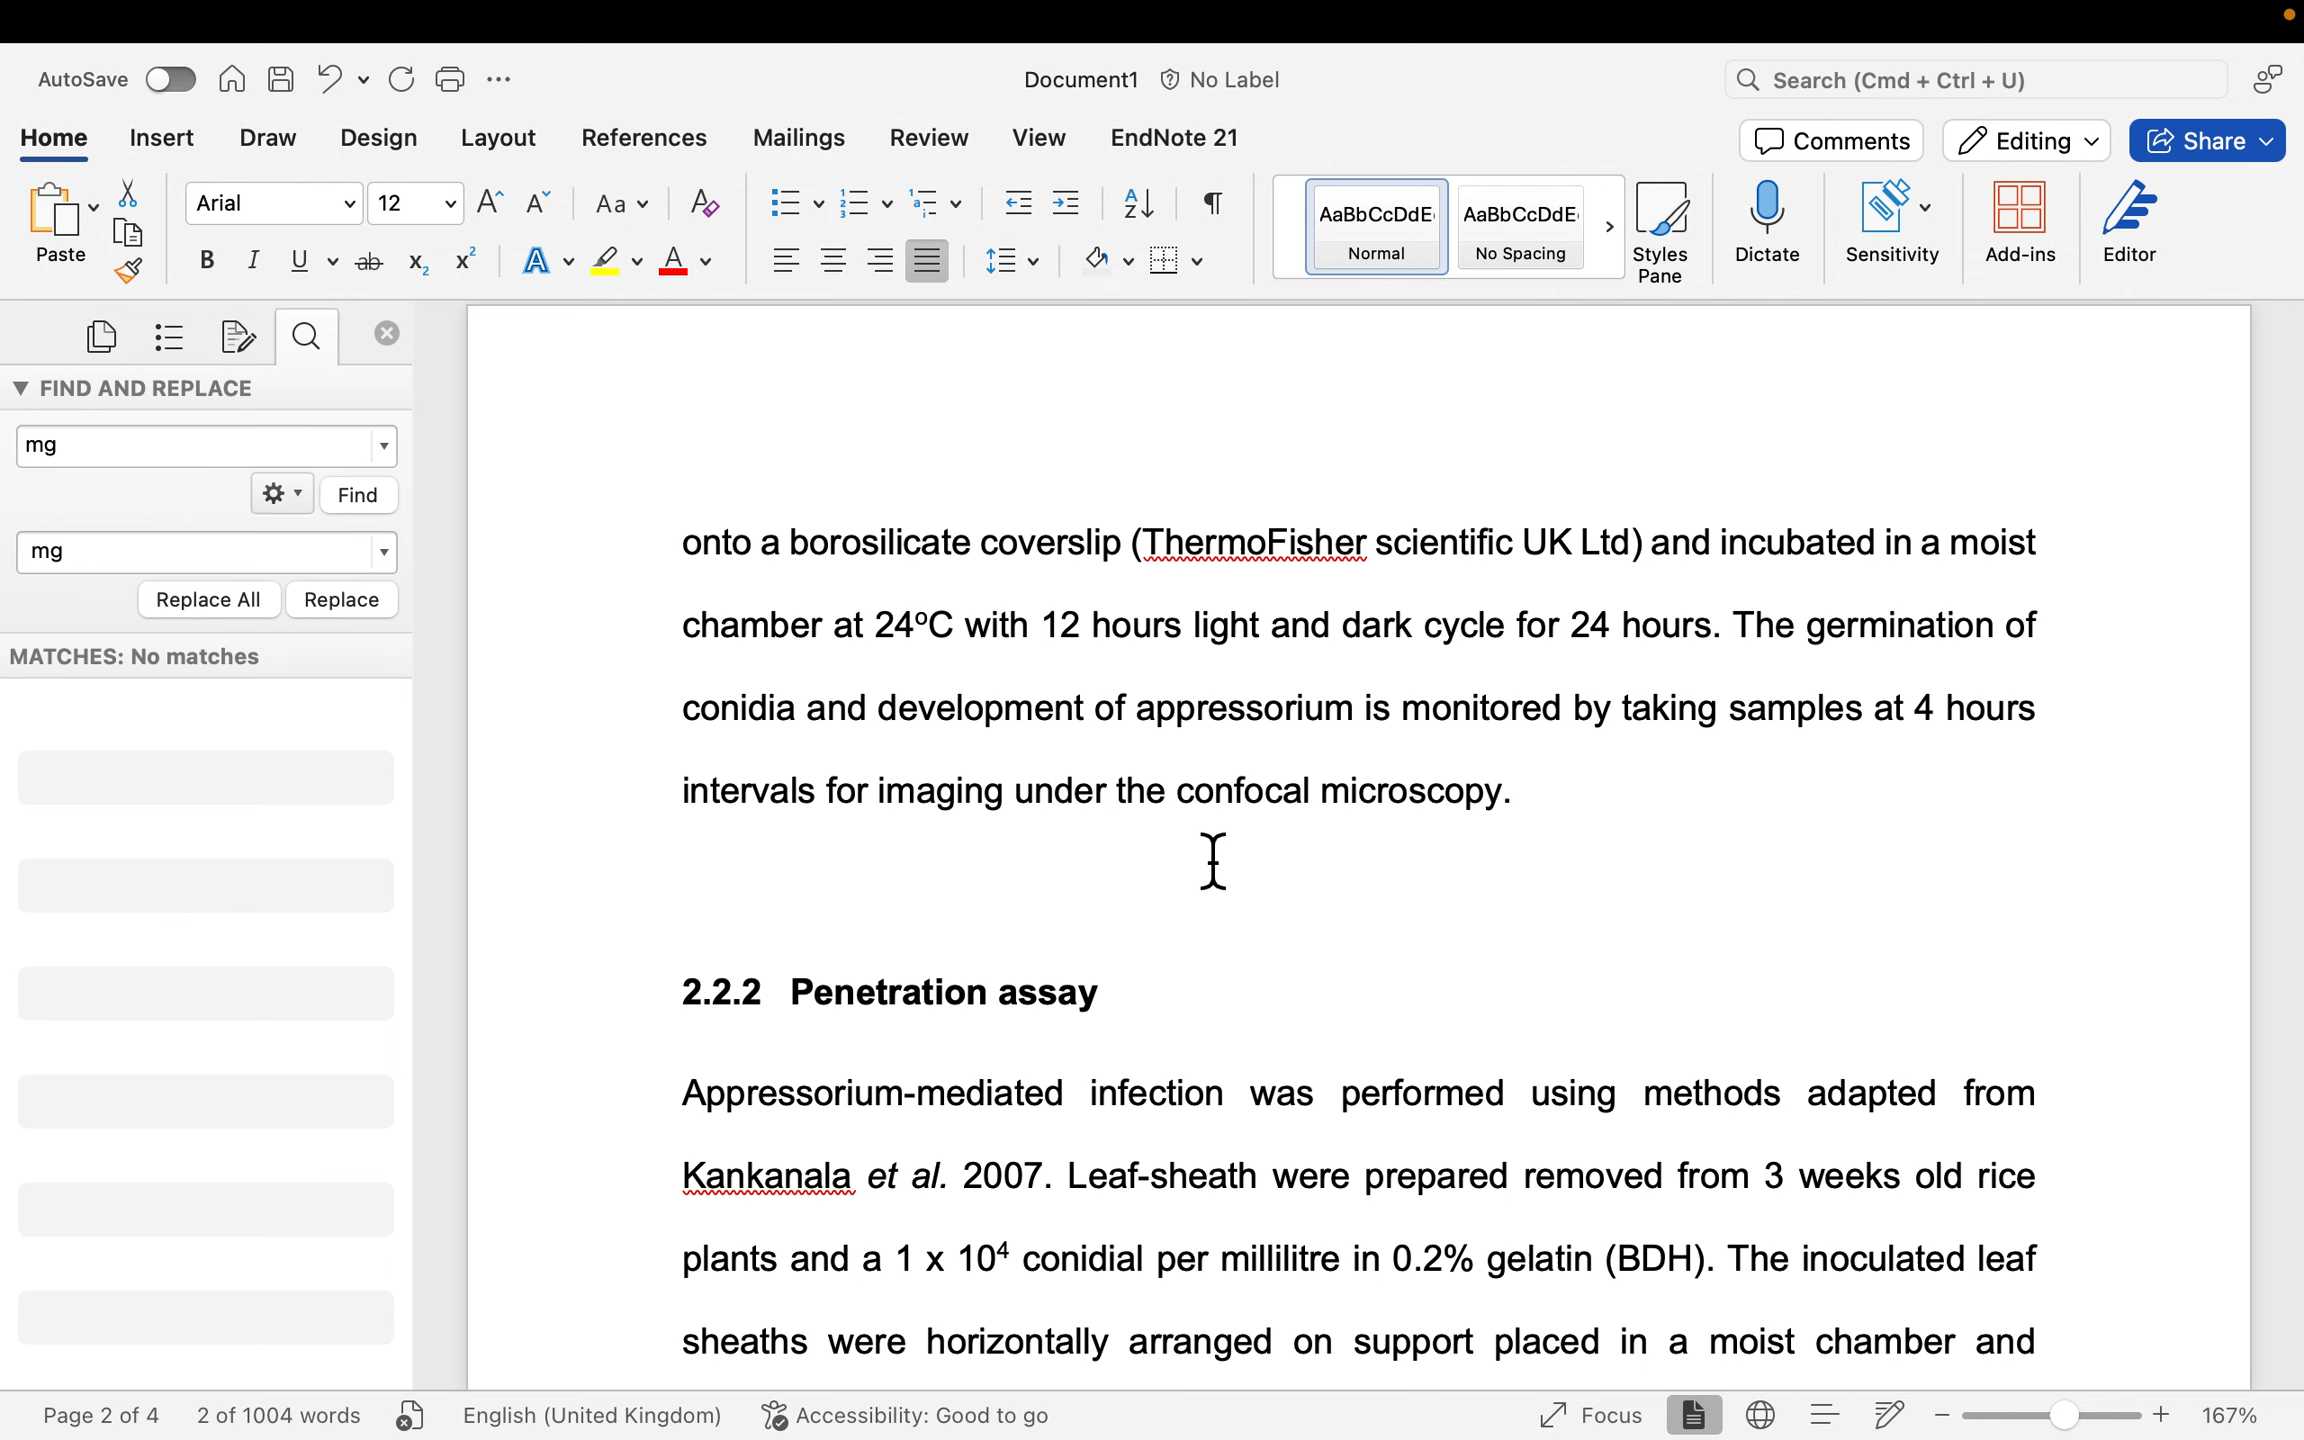 AutoSave Document1 No Label Search (Cmd + Ctrl + U)
Home Insert Draw Design Layout References Mailings Review View EndNote 21 Comments Editing Share
Paste Arial 12 Aa AaBbCcDdE AaBbCcDdE Normal No Spacing Styles Pane Dictate Sensitivity Add-ins Editor
FIND AND REPLACE
mg
Find
mg
Replace All Replace
MATCHES: No matches
onto a borosilicate coverslip (ThermoFisher scientific UK Ltd) and incubated in a moist
chamber at 24ºC with 12 hours light and dark cycle for 24 hours. The germination of
conidia and development of appressorium is monitored by taking samples at 4 hours
intervals for imaging under the confocal microscopy.
2.2.2 Penetration assay
Appressorium-mediated infection was performed using methods adapted from
Kankanala et al. 2007. Leaf-sheath were prepared removed from 3 weeks old rice
plants and a 1 x 10⁴ conidial per millilitre in 0.2% gelatin (BDH). The inoculated leaf
sheaths were horizontally arranged on support placed in a moist chamber and
Page 2 of 4 2 of 1004 words English (United Kingdom) Accessibility: Good to go Focus 167%